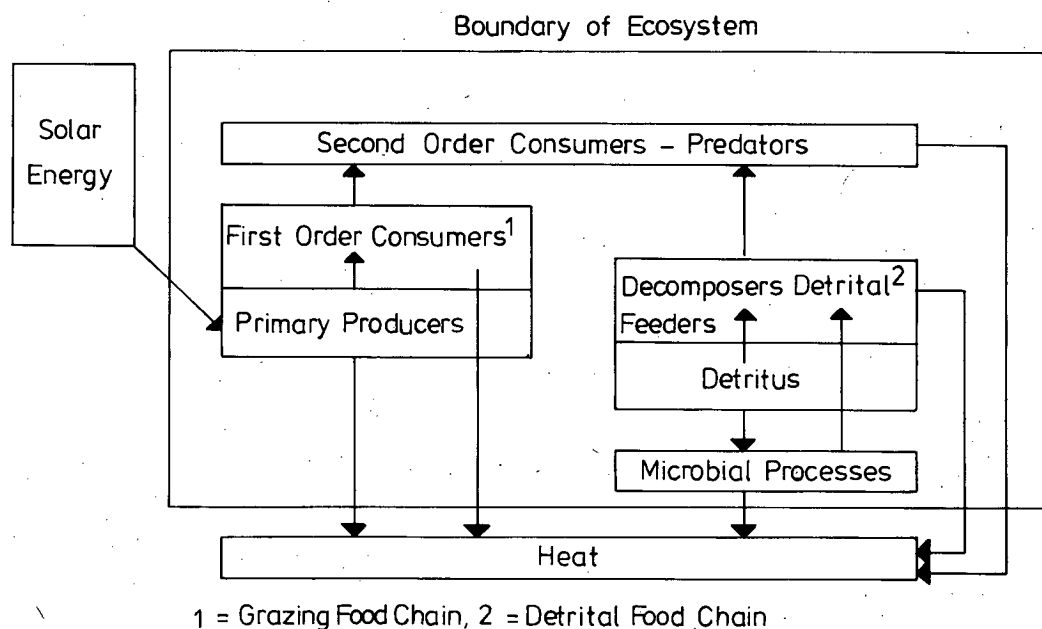 Boundary of Ecosystem
Solar
Energy
Second Order Consumers – Predators
First Order Consumers¹
Primary Producers
Decomposers Detrital²
Feeders
Detritus
Microbial Processes
Heat
1 = Grazing Food Chain, 2 = Detrital Food Chain